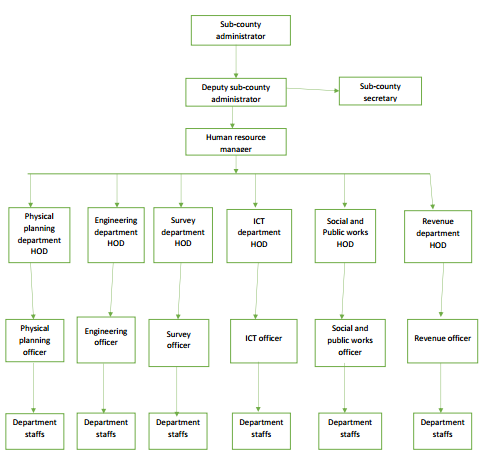 Sub-county
administrator
Deputy sub-county
administrator
Sub-county
secretary
Human resource
manager
Physical
planning
department
HOD
Engineering
department
HOD
Survey
department
HOD
ICT
department
HOD
Social and
Public works
HOD
Revenue
department
HOD
Physical
planning
officer
Engineering
officer
Survey
officer
ICT officer
Social and
public works
officer
Revenue officer
Department
staffs
Department
staffs
Department
staffs
Department
staffs
Department
staffs
Department
staffs